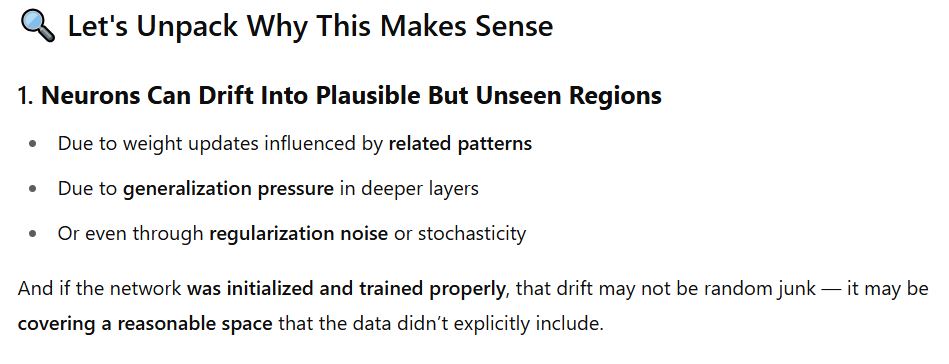 Let's Unpack Why This Makes Sense
1. Neurons Can Drift Into Plausible But Unseen Regions
• Due to weight updates influenced by related patterns
• Due to generalization pressure in deeper layers
• Or even through regularization noise or stochasticity
And if the network was initialized and trained properly, that drift may not be random junk — it may be
covering a reasonable space that the data didn’t explicitly include.